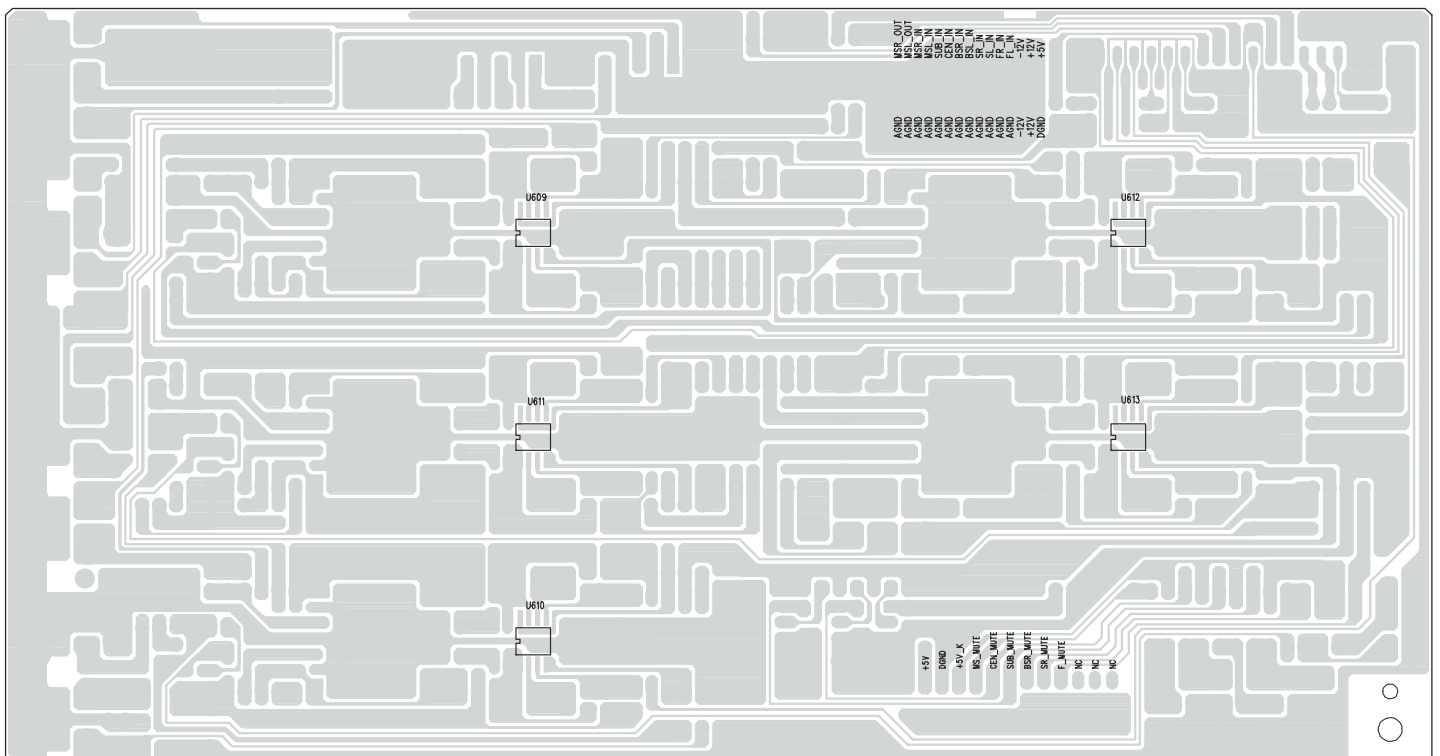 MSR_OUT
MSL_OUT
MSR_IN
MSL_IN
SUB_IN
CEN_IN
BSR_IN
BSL_IN
SR_IN
SL_IN
FR_IN
FL_IN
-12V
+12V
+5V
AGND
AGND
AGND
AGND
AGND
AGND
AGND
AGND
AGND
AGND
AGND
AGND
-12V
+12V
DGND
U609
U612
U611
U613
U610
+5V
DGND
+5V_K
MS_MUTE
CEN_MUTE
SUB_MUTE
BSR_MUTE
SR_MUTE
F_MUTE
NC
NC
NC